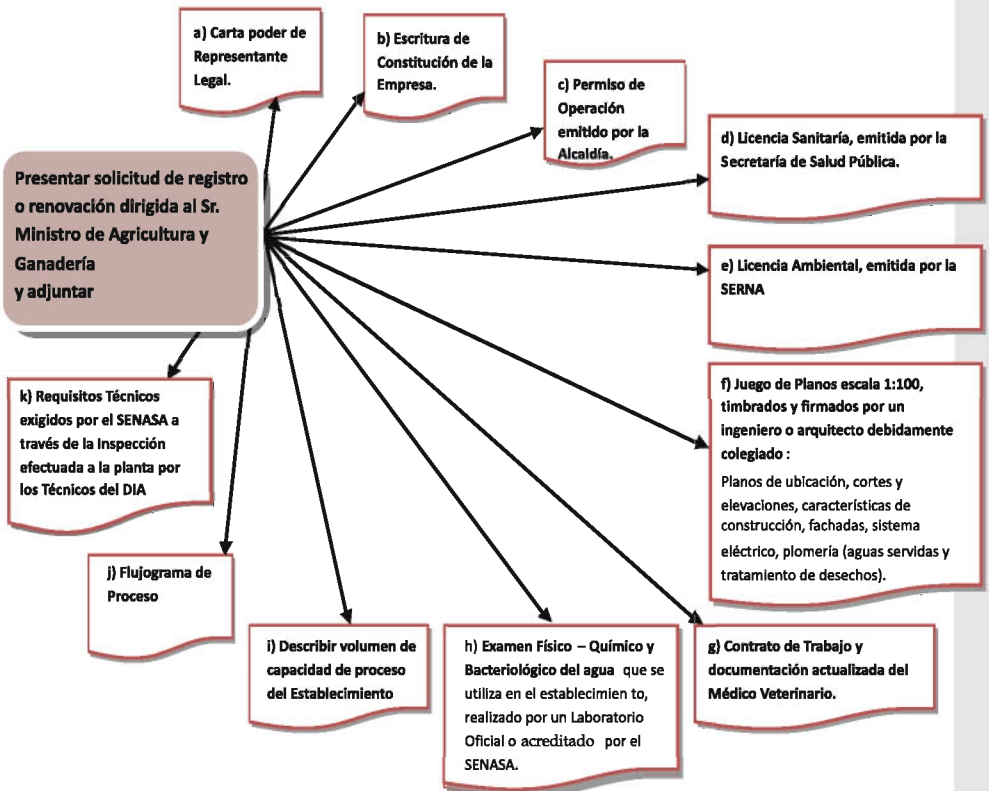 Presentar solicitud de registro
o renovación dirigida al Sr.
Ministro de Agricultura y
Ganadería
y adjuntar
a) Carta poder de
Representante
Legal.
b) Escritura de
Constitución de la
Empresa.
c) Permiso de
Operación
emitido por la
Alcaldía.
d) Licencia Sanitaría, emitida por la
Secretaría de Salud Pública.
e) Licencia Ambiental, emitida por la
SERNA
f) Juego de Planos escala 1:100,
timbrados y firmados por un
ingeniero o arquitecto debidamente
colegiado :
Planos de ubicación, cortes y
elevaciones, características de
construcción, fachadas, sistema
eléctrico, plomería (aguas servidas y
tratamiento de desechos).
g) Contrato de Trabajo y
documentación actualizada del
Médico Veterinario.
h) Examen Físico – Químico y
Bacteriológico del agua que se
utiliza en el establecimien to,
realizado por un Laboratorio
Oficial o acreditado por el
SENASA.
i) Describir volumen de
capacidad de proceso
del Establecimiento
j) Flujograma de
Proceso
k) Requisitos Técnicos
exigidos por el SENASA a
través de la Inspección
efectuada a la planta por
los Técnicos del DIA